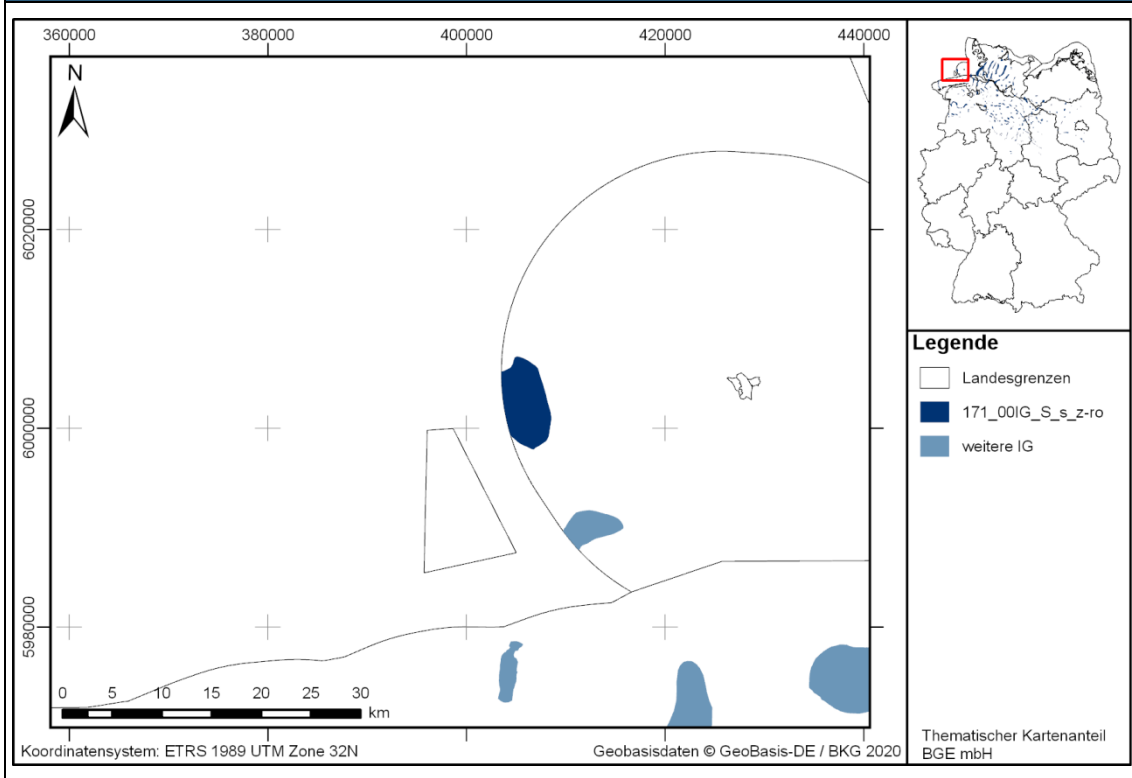 360000 380000 400000 420000 440000
N
6020000
6000000
5980000
0 5 10 15 20 25 30
km
Koordinatensystem: ETRS 1989 UTM Zone 32N
Geobasisdaten © GeoBasis-DE / BKG 2020
Legende
Landesgrenzen
171_00IG_S_s_z-ro
weitere IG
Thematischer Kartenanteil
BGE mbH